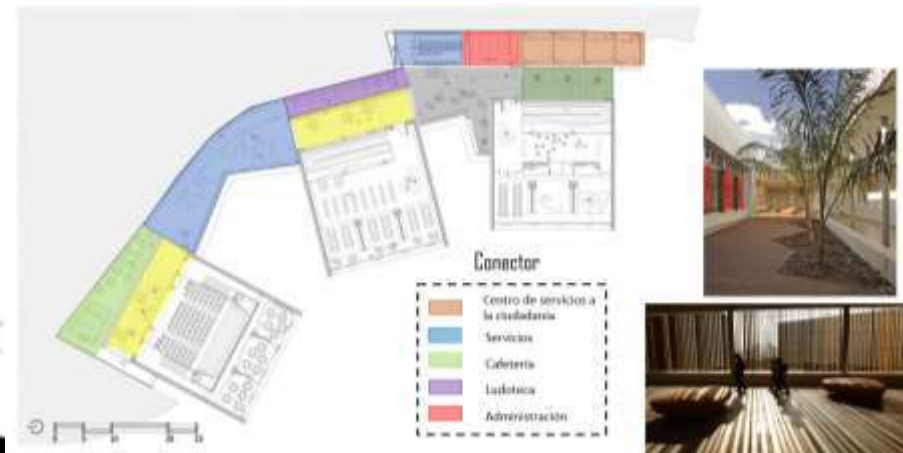 Conector
Centro de servicios a
la ciudadanía
Servicios
Cafetería
Ludoteca
Administración